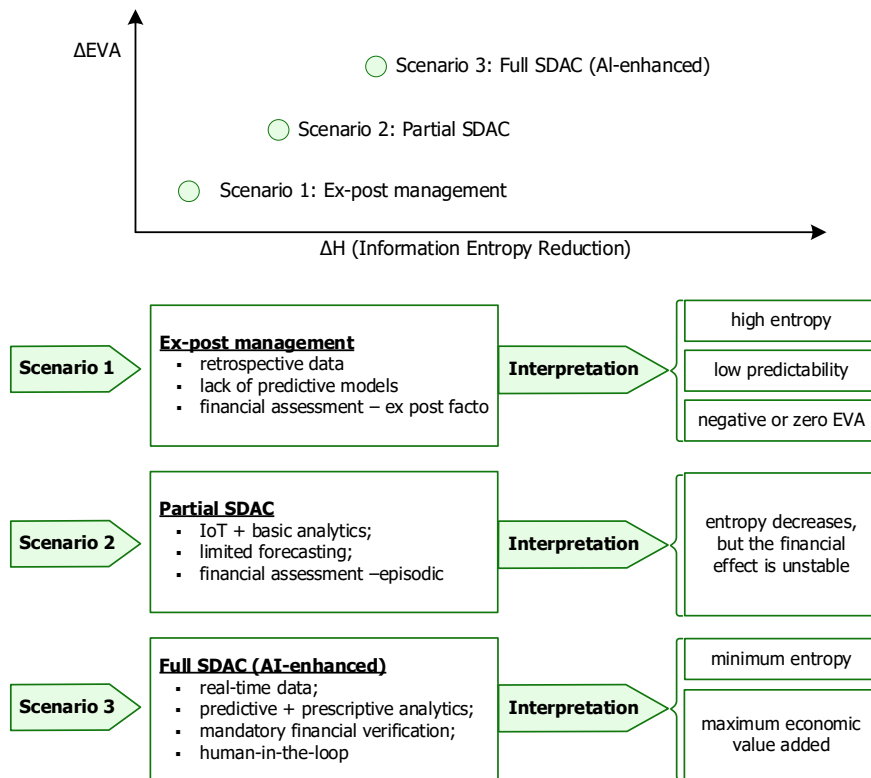 ΔEVA
Scenario 3: Full SDAC (AI-enhanced)
Scenario 2: Partial SDAC
Scenario 1: Ex-post management
ΔH (Information Entropy Reduction)
Scenario 1
Ex-post management
▪ retrospective data
▪ lack of predictive models
▪ financial assessment – ex post facto
Interpretation
high entropy
low predictability
negative or zero EVA
Scenario 2
Partial SDAC
▪ IoT + basic analytics;
▪ limited forecasting;
▪ financial assessment –episodic
Interpretation
entropy decreases,
but the financial
effect is unstable
Scenario 3
Full SDAC (AI-enhanced)
▪ real-time data;
▪ predictive + prescriptive analytics;
▪ mandatory financial verification;
▪ human-in-the-loop
Interpretation
minimum entropy
maximum economic
value added